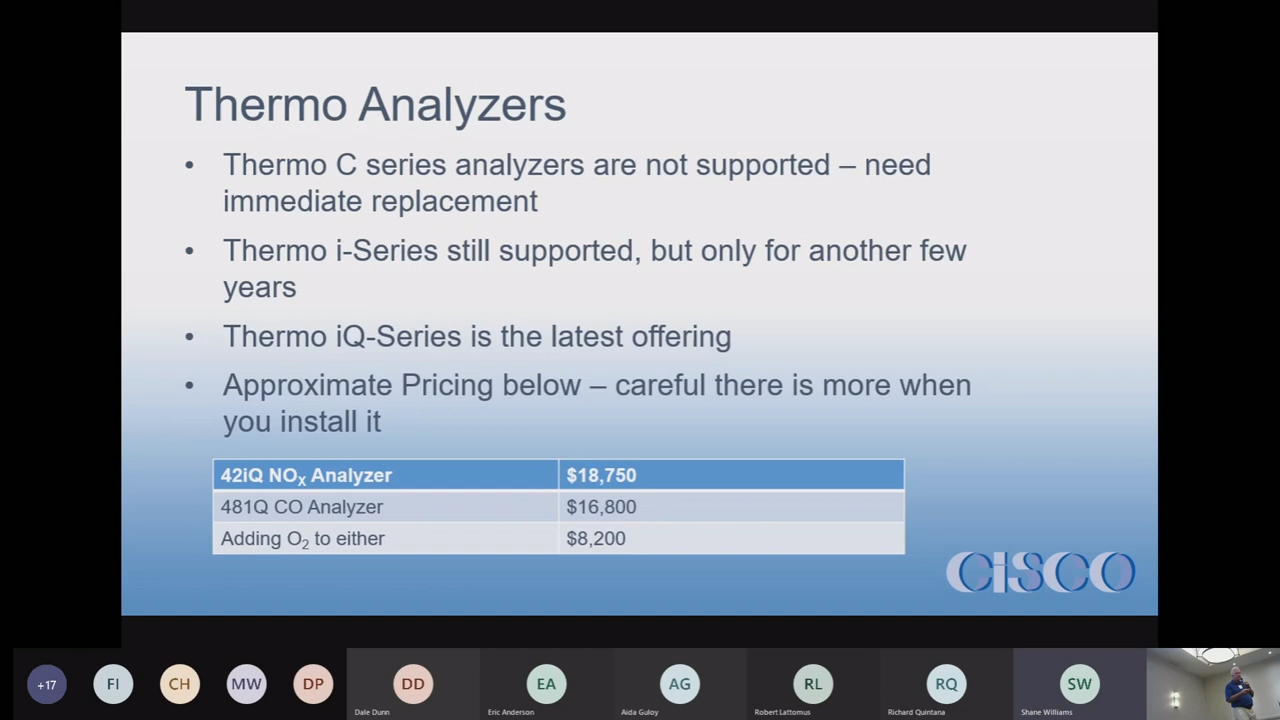 Thermo Analyzers
• Thermo C series analyzers are not supported – need
immediate replacement
• Thermo i-Series still supported, but only for another few
years
• Thermo iQ-Series is the latest offering
• Approximate Pricing below – careful there is more when
you install it
42iQ NOX Analyzer $18,750
481Q CO Analyzer $16,800
Adding O2 to either $8,200
CiSCO
+17 FI CH MW DP DD EA AG RL RQ SW
Dale Dunn Eric Anderson Aida Guloy Robert Lattomus Richard Quintana Shane Williams